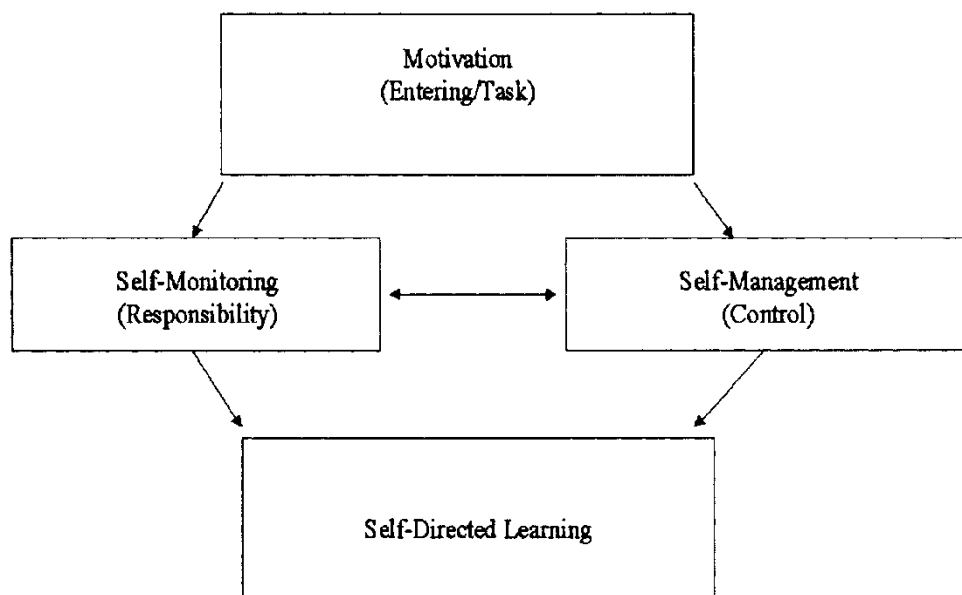 Motivation
(Entering/Task)
Self-Monitoring
(Responsibility)
Self-Management
(Control)
Self-Directed Learning